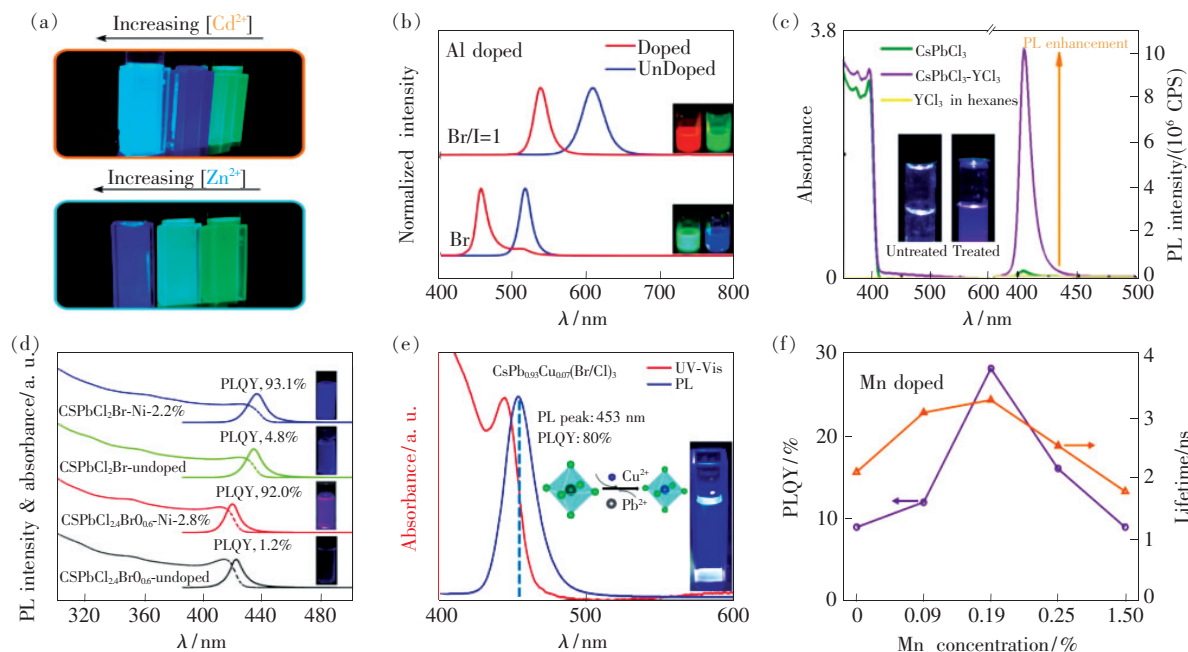 (a)
Increasing [Cd²⁺]
Increasing [Zn²⁺]
(b)
Al doped
Doped
UnDoped
Br/I=1
Br
Normalized intensity
400 500 600 700 800
λ/nm
(c)
3.8
0
Absorbance
CsPbCl₃
CsPbCl₃-YCl₃
YCl₃ in hexanes
PL enhancement
Untreated Treated
10
8
6
4
2
0
PL intensity/(10⁶ CPS)
400 500 600 400 450 500
λ/nm
(d)
PL intensity & absorbance/a. u.
PLQY, 93.1%
CSPbCl₂Br-Ni-2.2%
PLQY, 4.8%
CSPbCl₂Br-undoped
PLQY, 92.0%
CSPbCl₂.₄BrO₀.₆-Ni-2.8%
PLQY, 1.2%
CSPbCl₂.₄BrO₀.₆-undoped
320 400 440 480
λ/nm
(e)
Absorbance/a. u.
CsPb₀.₉₃Cu₀.₀₇(Br/Cl)₃
UV-Vis
PL
PL peak: 453 nm
PLQY: 80%
Cu²⁺
Pb²⁺
400 500 600
λ/nm
(f)
Mn doped
30
20
10
0
PLQY/%
4
3
2
1
0
Lifetime/ns
0 0.09 0.19 0.25 1.50
Mn concentration/%